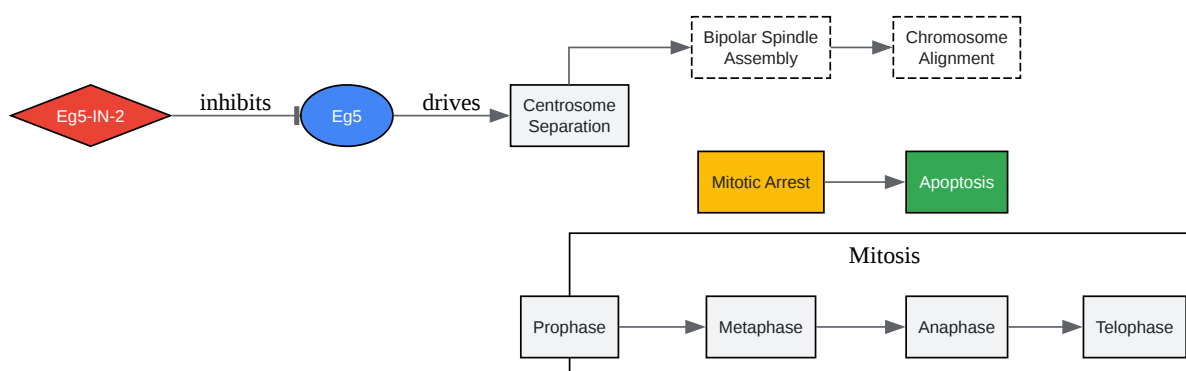 Bipolar Spindle
Assembly
Chromosome
Alignment
Eg5-IN-2
inhibits
Eg5
drives
Centrosome
Separation
Mitotic Arrest
Apoptosis
Mitosis
Prophase
Metaphase
Anaphase
Telophase